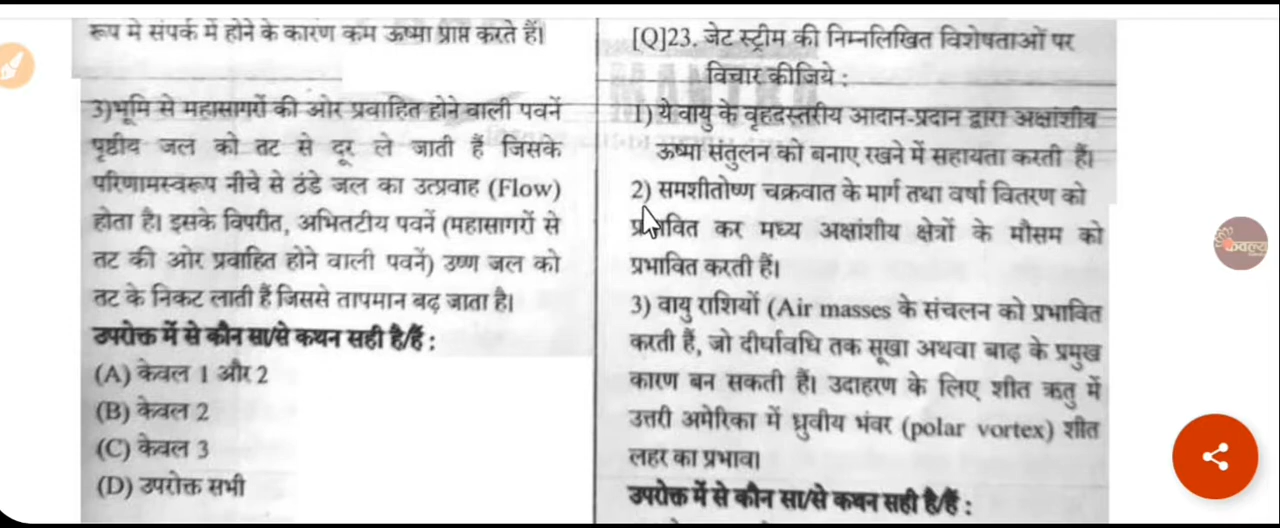 रूप मे संपर्क में होने के कारण कम ऊष्मा प्राप्त करते हैं।
3)भूमि से महासागरों की ओर प्रवाहित होने वाली पवनें
पृष्ठीय जल को तट से दूर ले जाती हैं जिसके
परिणामस्वरूप नीचे से ठंडे जल का उत्प्रवाह (Flow)
होता है। इसके विपरीत, अभितटीय पवनें (महासागरों से
तट की ओर प्रवाहित होने वाली पवनें) उष्ण जल को
तट के निकट लाती हैं जिससे तापमान बढ़ जाता है।
उपरोक्त में से कौन सा/से कथन सही है/हैं :
(A) केवल 1 और 2
(B) केवल 2
(C) केवल 3
(D) उपरोक्त सभी
[Q]23. जेट स्ट्रीम की निम्नलिखित विशेषताओं पर
विचार कीजिये :
1) ये वायु के वृहदस्तरीय आदान-प्रदान द्वारा अक्षांशीय
ऊष्मा संतुलन को बनाए रखने में सहायता करती हैं।
2) समशीतोष्ण चक्रवात के मार्ग तथा वर्षा वितरण को
प्रभावित कर मध्य अक्षांशीय क्षेत्रों के मौसम को
प्रभावित करती हैं।
3) वायु राशियों (Air masses के संचलन को प्रभावित
करती हैं, जो दीर्घावधि तक सूखा अथवा बाढ़ के प्रमुख
कारण बन सकती हैं। उदाहरण के लिए शीत ऋतु में
उत्तरी अमेरिका में ध्रुवीय भंवर (polar vortex) शीत
लहर का प्रभाव।
उपरोक्त में से कौन सा/से कथन सही है/हैं :
केवल्य